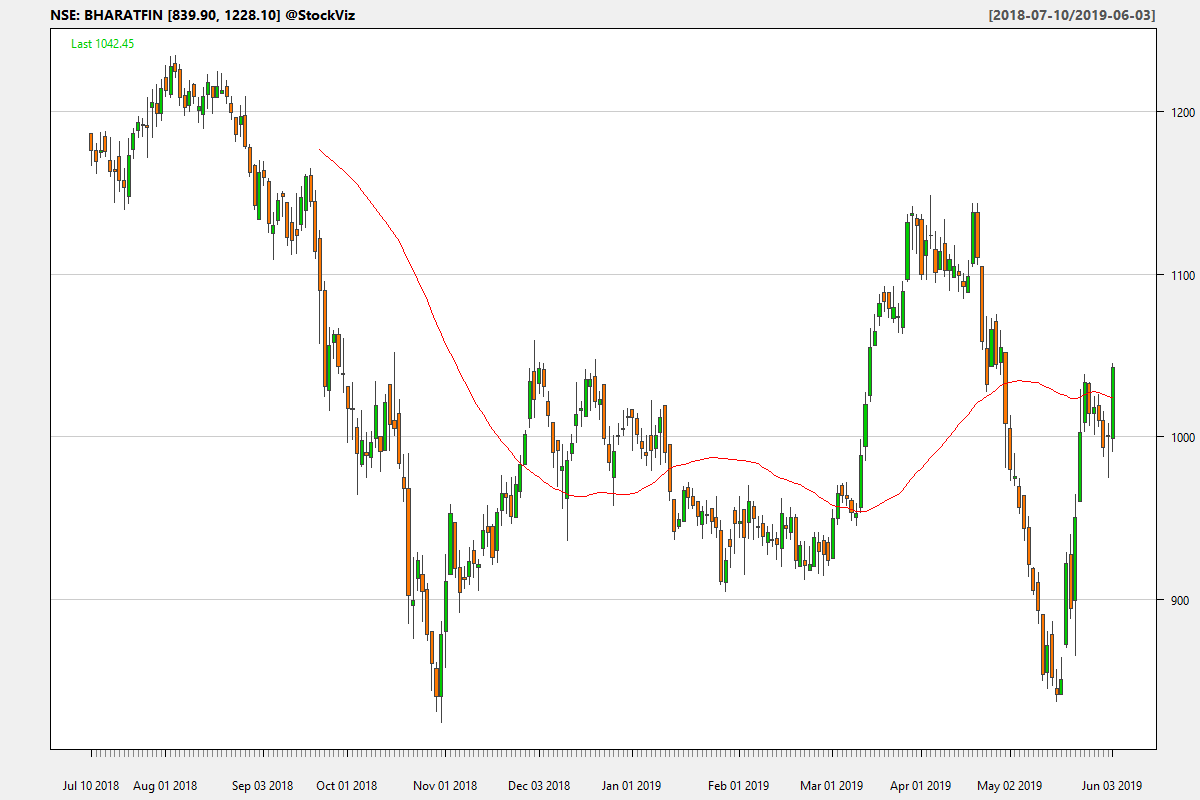 NSE: BHARATFIN [839.90, 1228.10] @StockViz
[2018-07-10/2019-06-03]
Last 1042.45
1200
1100
1000
900
Jul 10 2018 Aug 01 2018 Sep 03 2018 Oct 01 2018 Nov 01 2018 Dec 03 2018 Jan 01 2019 Feb 01 2019 Mar 01 2019 Apr 01 2019 May 02 2019 Jun 03 2019